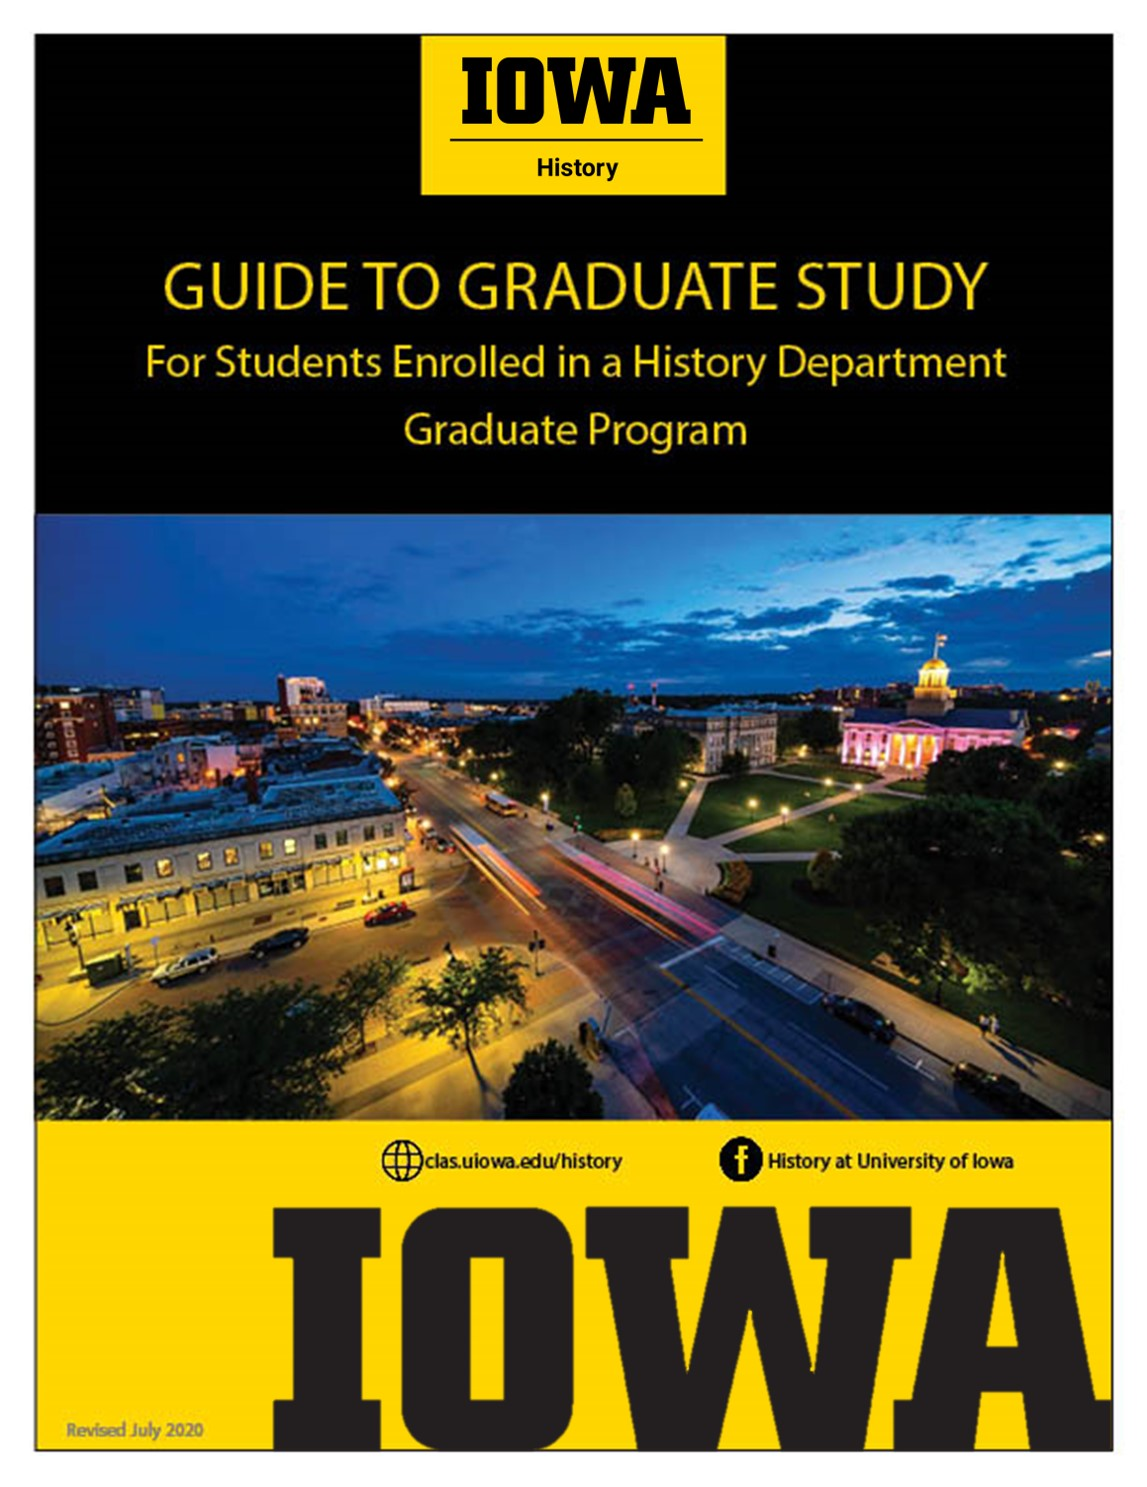 IOWA
History
GUIDE TO GRADUATE STUDY
For Students Enrolled in a History Department
Graduate Program
clas.uiowa.edu/history
History at University of Iowa
IOWA
Revised July 2020